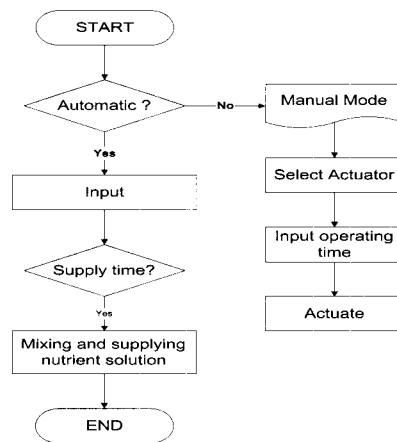 START
Automatic ?
No
Manual Mode
Yes
Select Actuator
Input
Input operating
time
Supply time?
Yes
Actuate
Mixing and supplying
nutrient solution
END